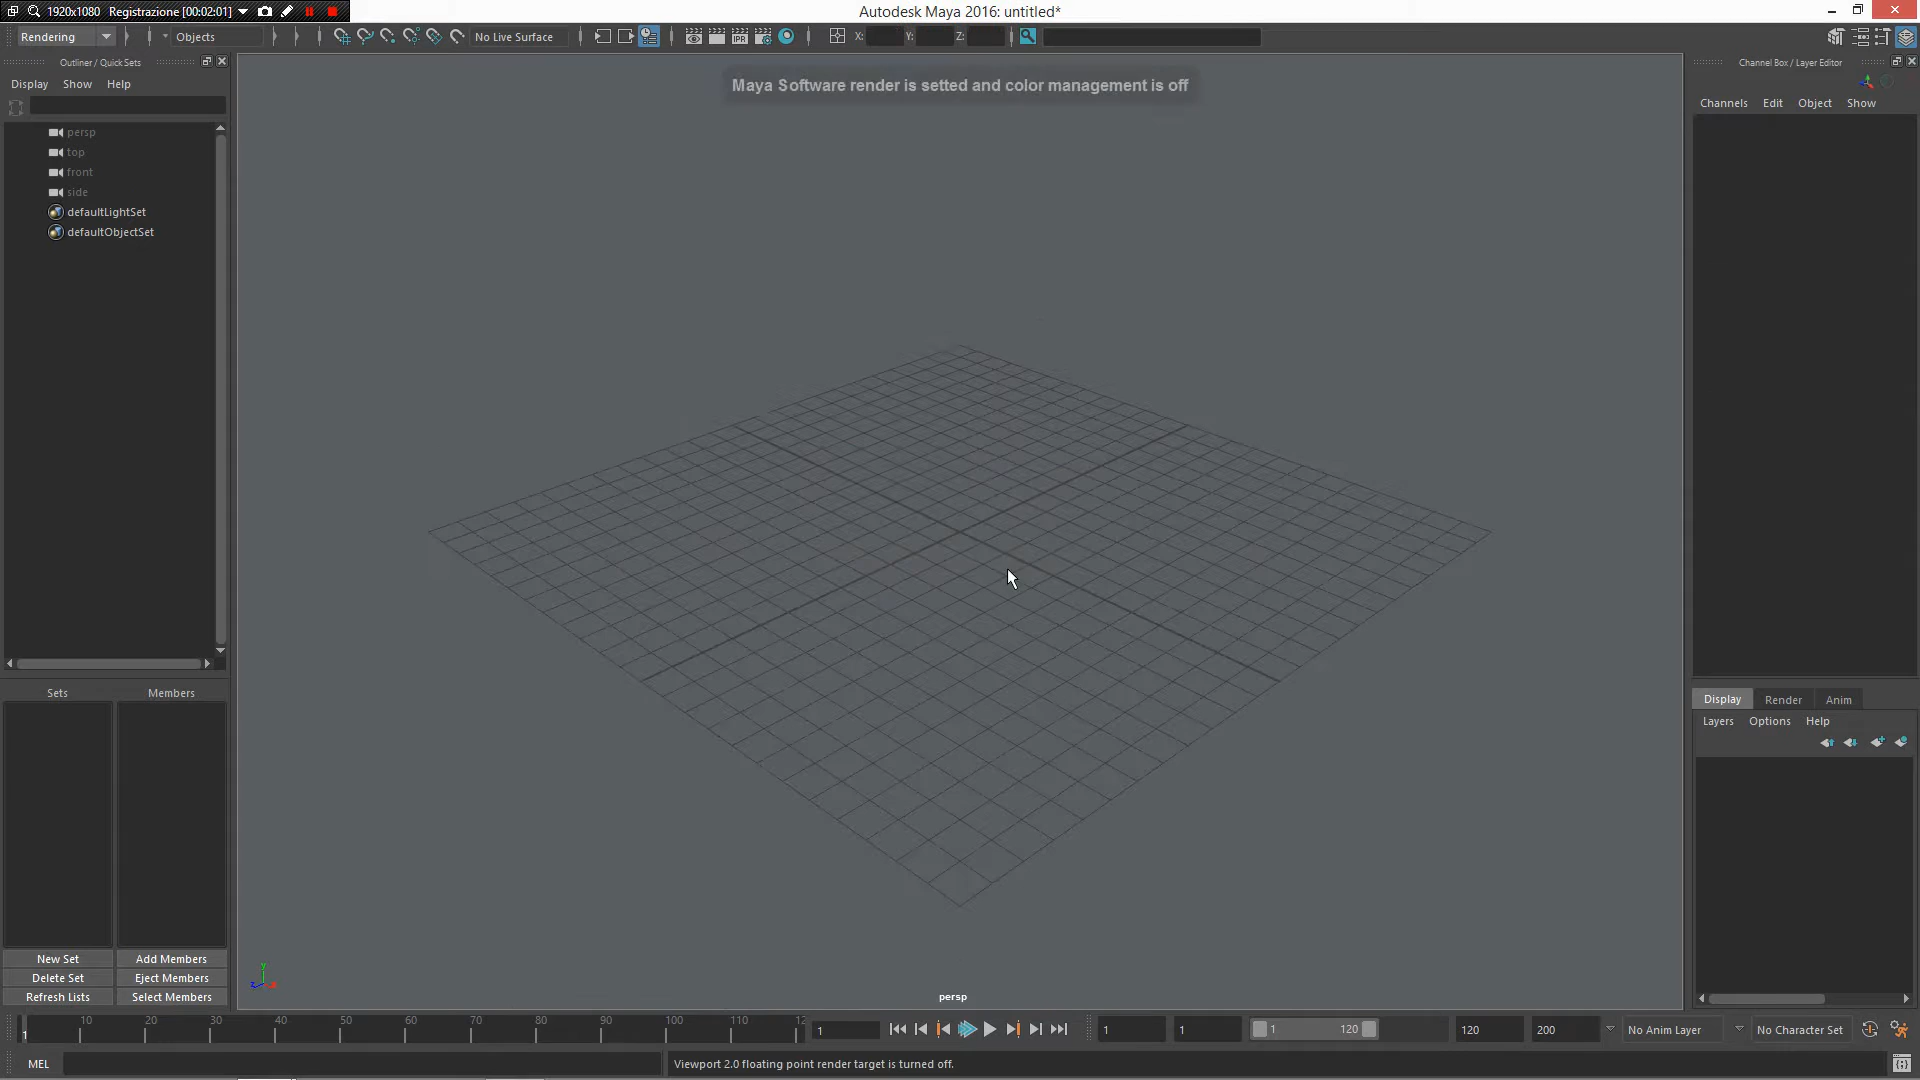 1920x1080 Registrazione [00:02:01]
Autodesk Maya 2016: untitled*
Rendering
Objects
No Live Surface
IPR
X:
Y:
Z:
Outliner / Quick Sets
Channel Box / Layer Editor
Display Show Help
Maya Software render is setted and color management is off
Channels Edit Object Show
persp
top
front
side
defaultLightSet
defaultObjectSet
Sets Members
Display Render Anim
Layers Options Help
New Set Add Members
Delete Set Eject Members
Refresh Lists Select Members
y
z x
persp
1 10 20 30 40 50 60 70 80 90 100 110 12
1
1
1
1 120
120
200
No Anim Layer
No Character Set
MEL
Viewport 2.0 floating point render target is turned off.